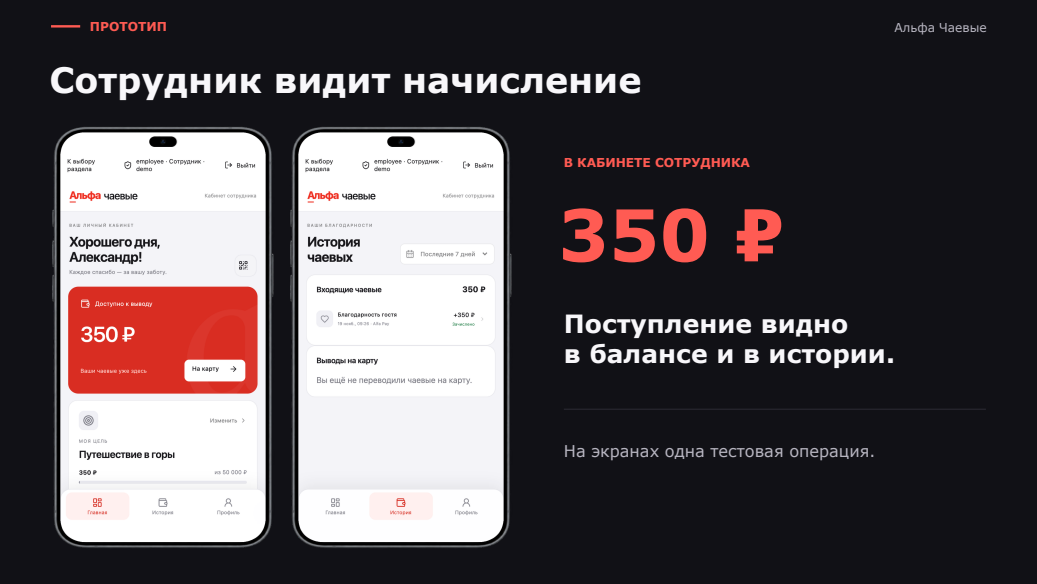 ПРОТОТИП
Альфа Чаевые
Сотрудник видит начисление
К выбору
раздела
employee · Сотрудник ·
demo
Выйти
Альфа чаевые
Кабинет сотрудника
ВАШ ЛИЧНЫЙ КАБИНЕТ
Хорошего дня,
Александр!
Каждое спасибо — за вашу заботу.
Доступно к выводу
350 ₽
Ваши чаевые уже здесь
На карту
Изменить
МОЯ ЦЕЛЬ
Путешествие в горы
350 ₽
из 50 000 ₽
Главная
История
Профиль
К выбору
раздела
employee · Сотрудник ·
demo
Выйти
Альфа чаевые
Кабинет сотрудника
ВАШИ БЛАГОДАРНОСТИ
История
чаевых
Последние 7 дней
Входящие чаевые
350 ₽
Благодарность гостя
+350 ₽
Зачислено
Выводы на карту
Вы ещё не переводили чаевые на карту.
Главная
История
Профиль
В КАБИНЕТЕ СОТРУДНИКА
350 ₽
Поступление видно
в балансе и в истории.
На экранах одна тестовая операция.